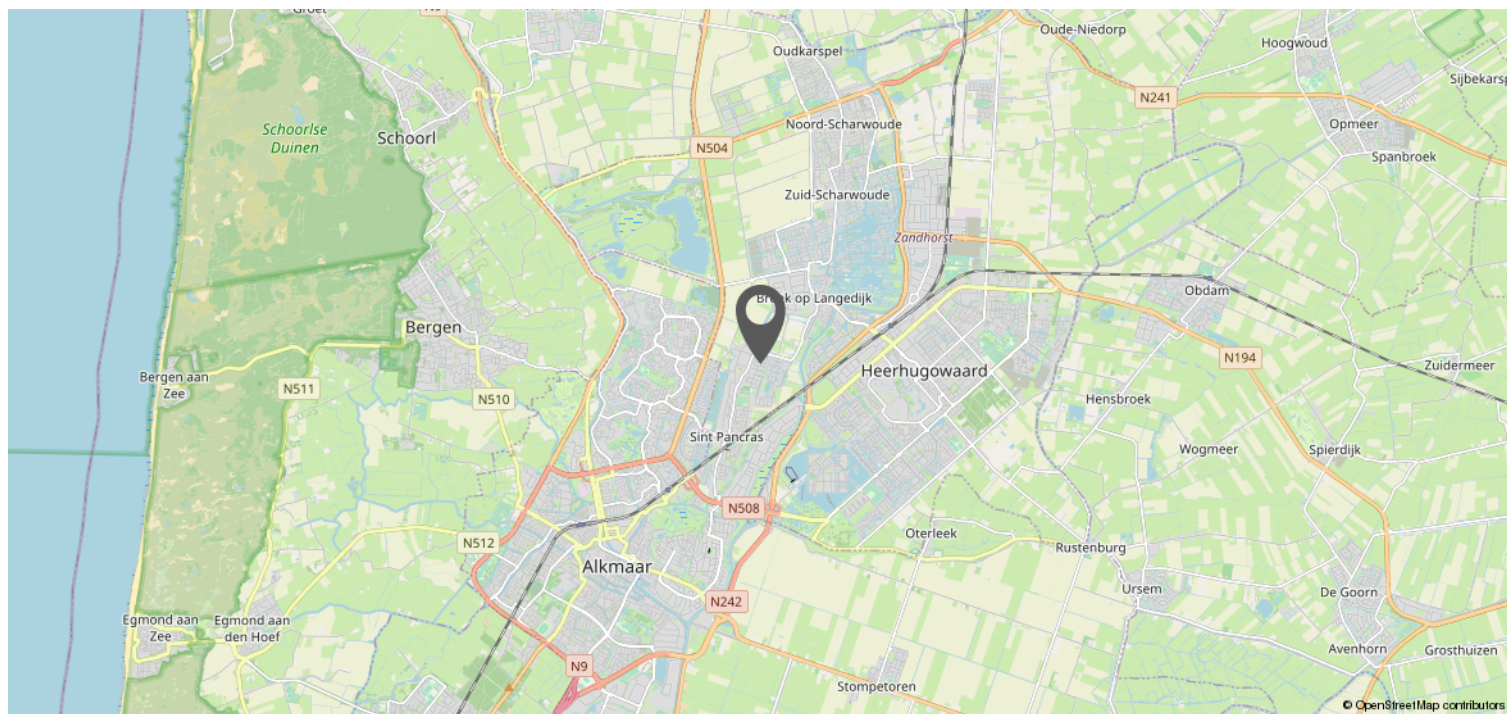 Groet
N9
Oudkarspel
Oude-Niedorp
Hoogwoud
Sijbekarsp
N241
Schoorlse
Duinen
Schoorl
Noord-Scharwoude
Opmeer
N504
Spanbroek
Zuid-Scharwoude
Zandhorst
Obdam
Broek op Langedijk
Bergen
N194
Zuidermeer
Bergen aan
Zee
N511
N510
Heerhugowaard
Hensbroek
Sint Pancras
Wogmeer
Spierdijk
N508
N512
Oterleek
Rustenburg
Alkmaar
Ursem
De Goorn
N242
Egmond aan
Zee
Egmond aan
den Hoef
Avenhorn
Grosthuizen
N9
Stompetoren
© OpenStreetMap contributors